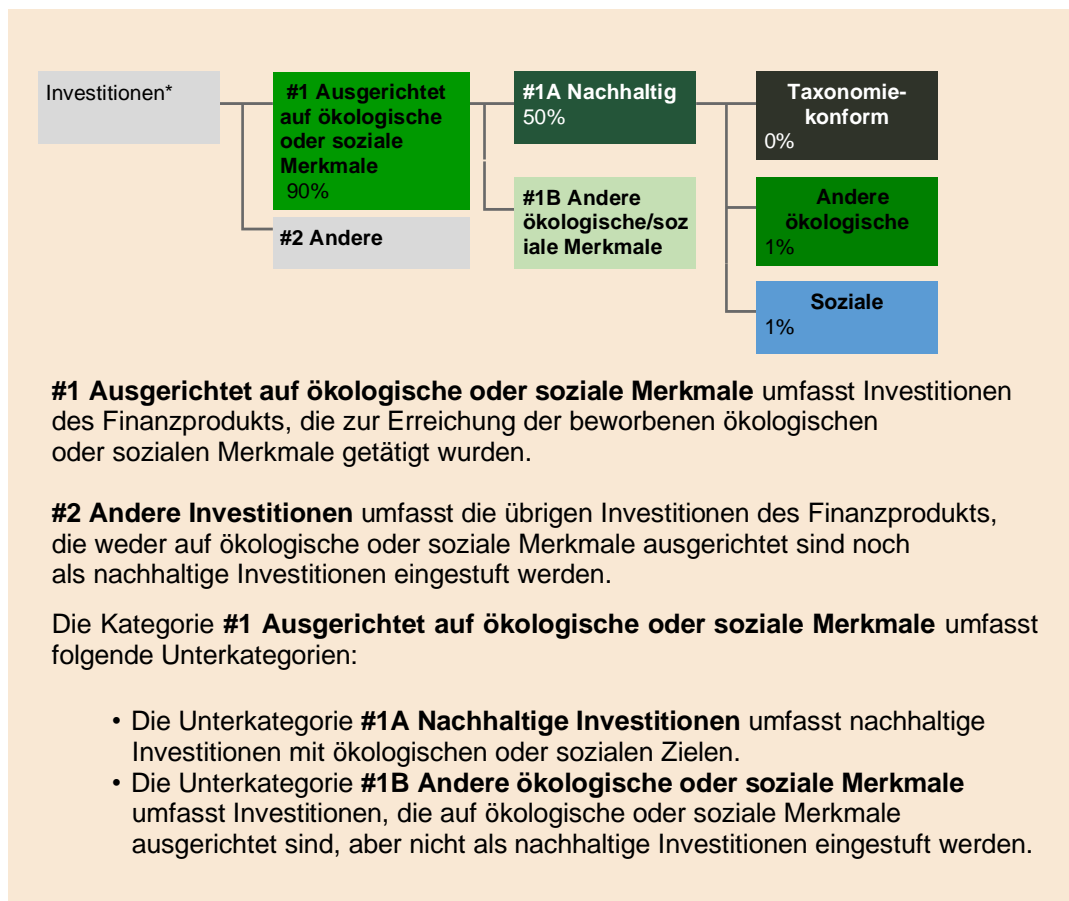 Investitionen*
#1 Ausgerichtet
auf ökologische
oder soziale
Merkmale
90%
#2 Andere
#1A Nachhaltig
50%
#1B Andere
ökologische/soz
iale Merkmale
Taxonomie-
konform
0%
Andere
ökologische
1%
Soziale
1%
#1 Ausgerichtet auf ökologische oder soziale Merkmale umfasst Investitionen
des Finanzprodukts, die zur Erreichung der beworbenen ökologischen
oder sozialen Merkmale getätigt wurden.
#2 Andere Investitionen umfasst die übrigen Investitionen des Finanzprodukts,
die weder auf ökologische oder soziale Merkmale ausgerichtet sind noch
als nachhaltige Investitionen eingestuft werden.
Die Kategorie #1 Ausgerichtet auf ökologische oder soziale Merkmale umfasst
folgende Unterkategorien:
• Die Unterkategorie #1A Nachhaltige Investitionen umfasst nachhaltige
Investitionen mit ökologischen oder sozialen Zielen.
• Die Unterkategorie #1B Andere ökologische oder soziale Merkmale
umfasst Investitionen, die auf ökologische oder soziale Merkmale
ausgerichtet sind, aber nicht als nachhaltige Investitionen eingestuft werden.